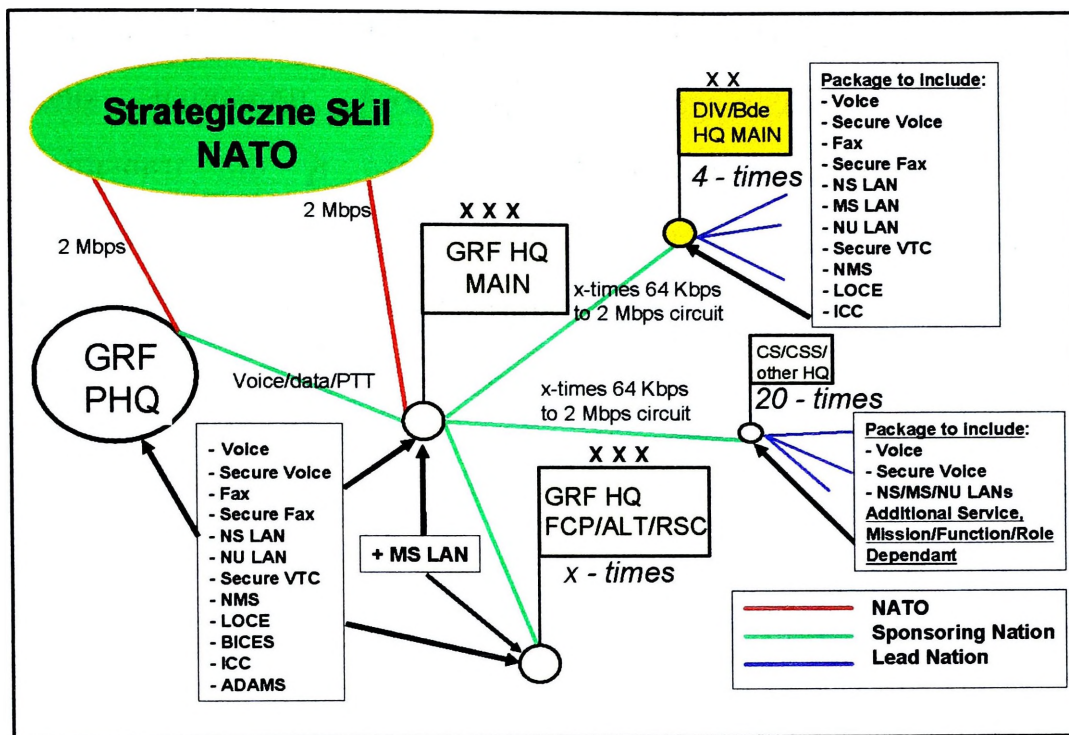 Strategiczne SŁiI
NATO
2 Mbps
2 Mbps
GRF
PHQ
Voice/data/PTT
X X X
GRF HQ
MAIN
X X
DIV/Bde
HQ MAIN
4 - times
x-times 64 Kbps
to 2 Mbps circuit
Package to include:
- Voice
- Secure Voice
- Fax
- Secure Fax
- NS LAN
- MS LAN
- NU LAN
- Secure VTC
- NMS
- LOCE
- ICC
CS/CSS/
other HQ
20 - times
x-times 64 Kbps
to 2 Mbps circuit
Package to include:
- Voice
- Secure Voice
- NS/MS/NU LANs
Additional Service,
Mission/Function/Role
Dependant
- Voice
- Secure Voice
- Fax
- Secure Fax
- NS LAN
- NU LAN
- Secure VTC
- NMS
- LOCE
- BICES
- ICC
- ADAMS
+ MS LAN
X X X
GRF HQ
FCP/ALT/RSC
x - times
NATO
Sponsoring Nation
Lead Nation